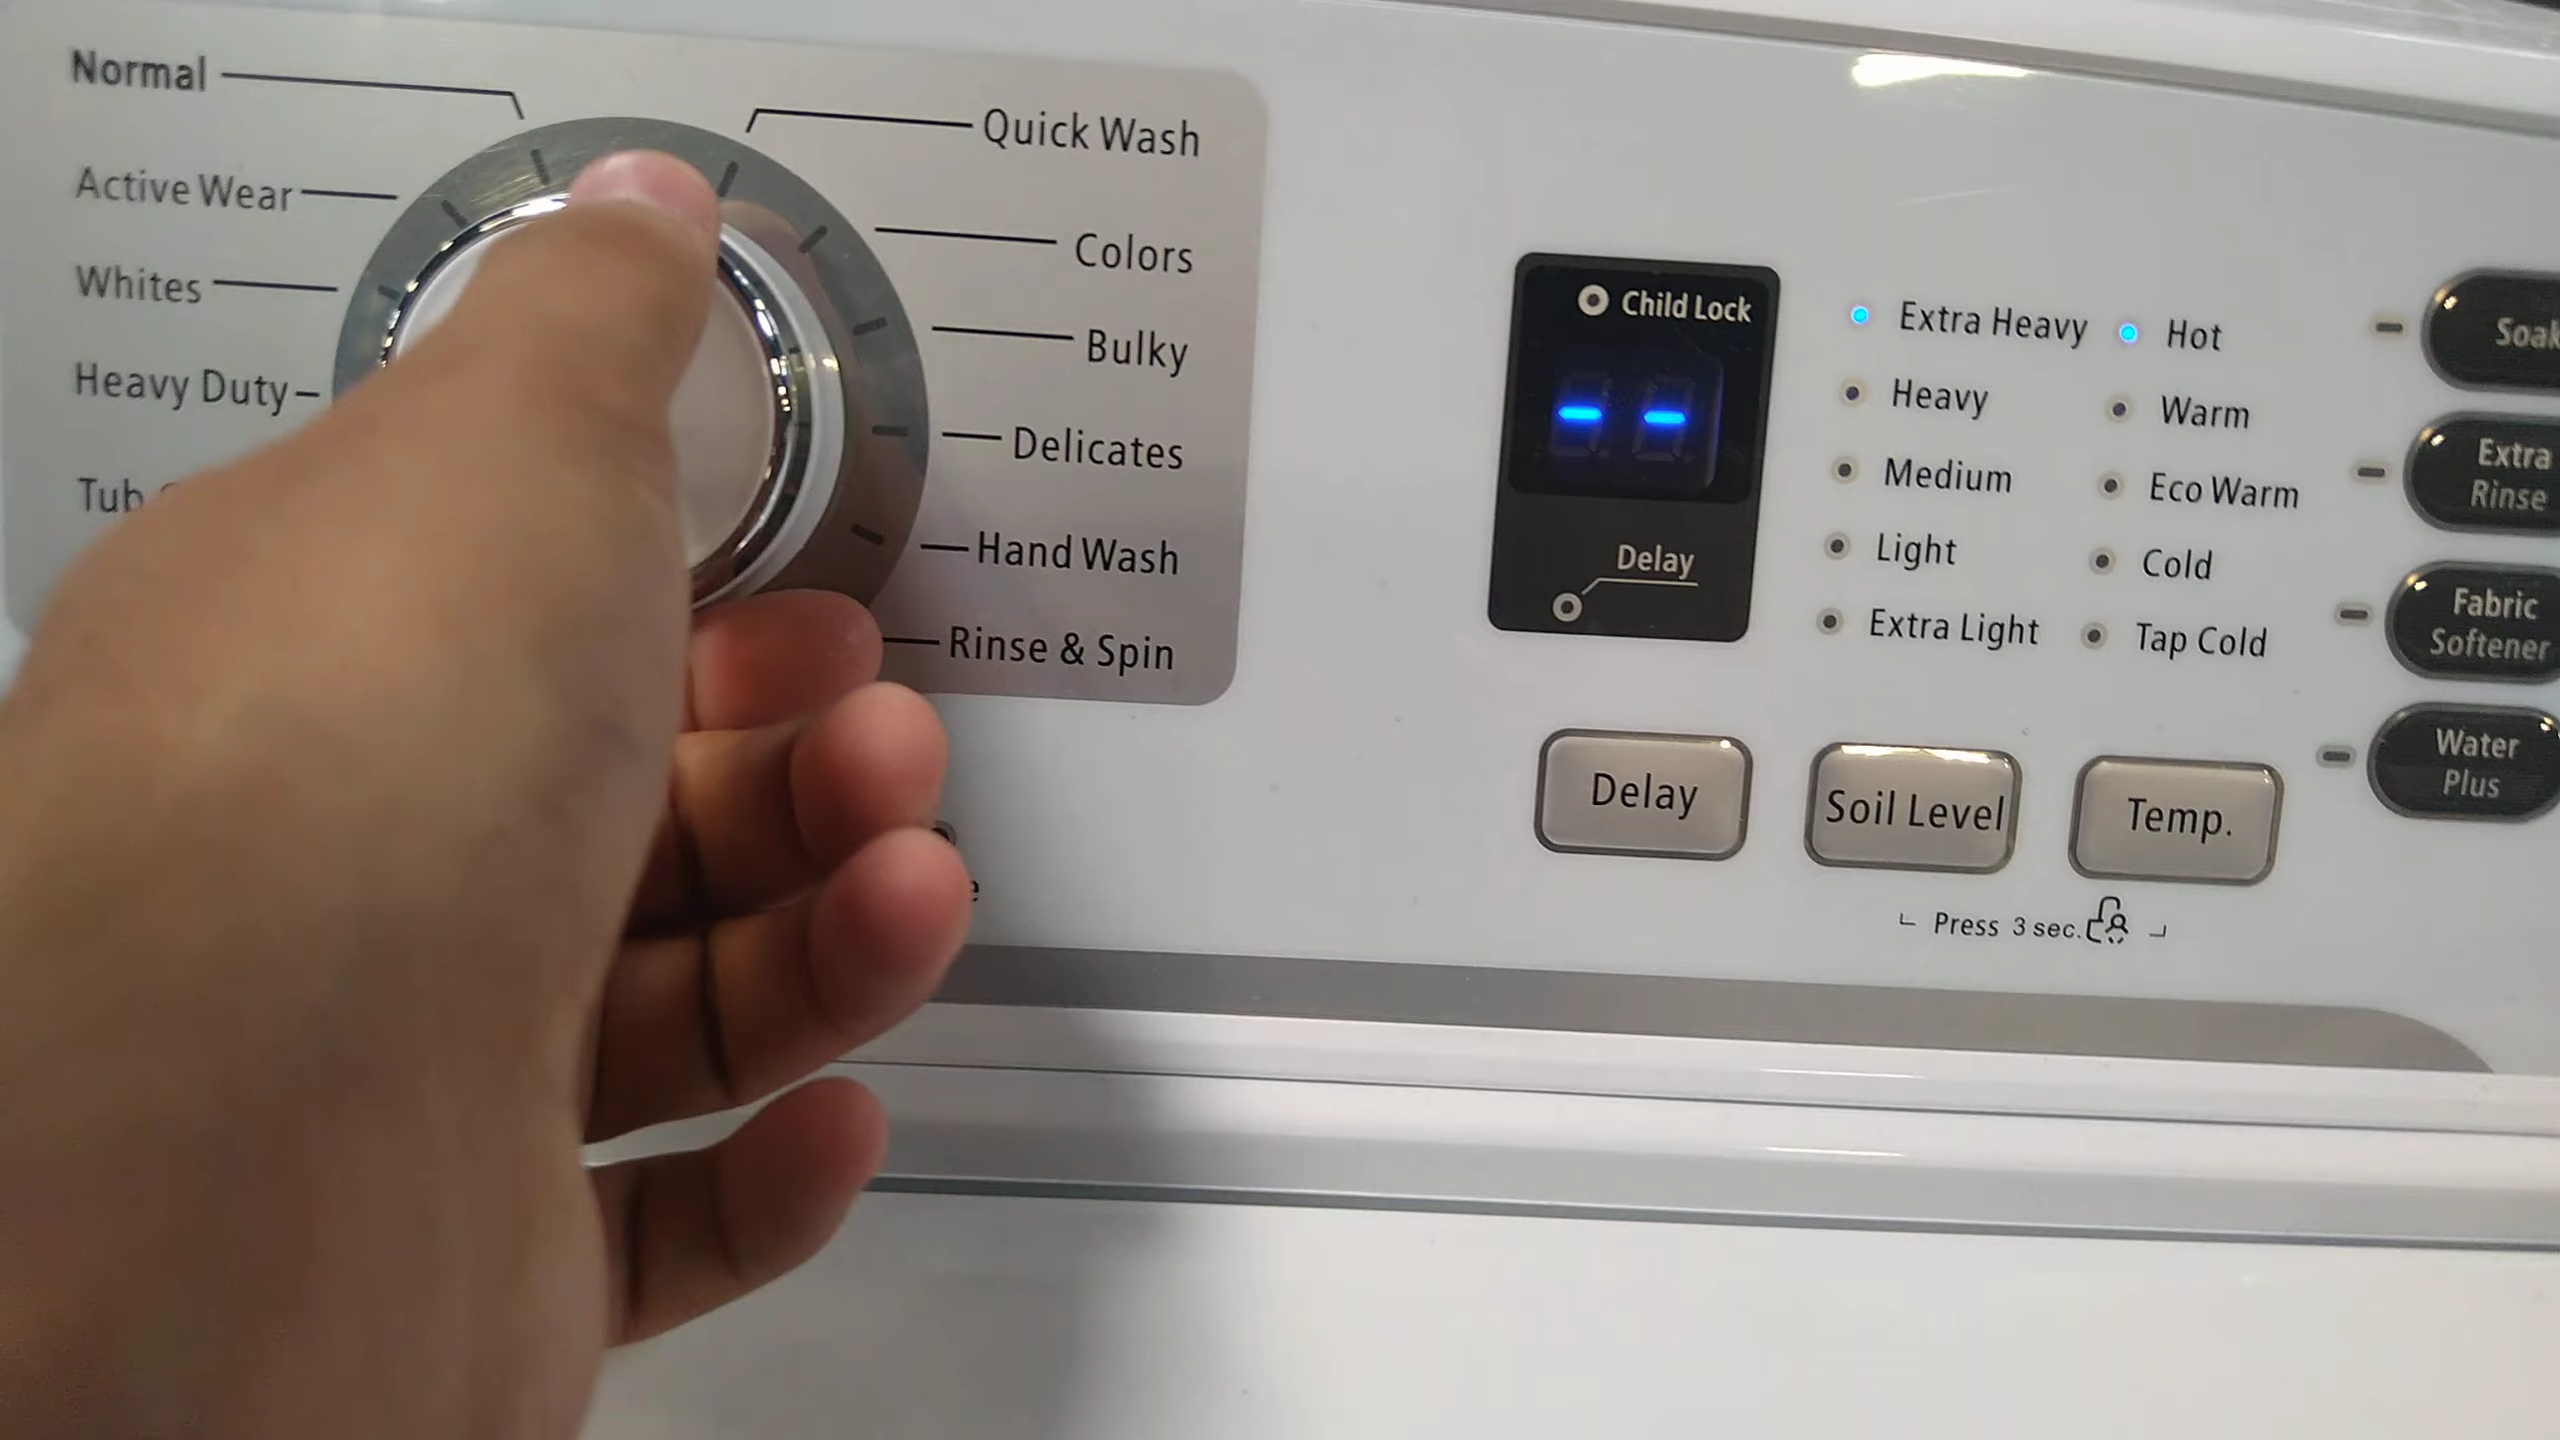 Normal
Active Wear
Whites
Heavy Duty
Tub
Quick Wash
Colors
Bulky
Delicates
Hand Wash
Rinse & Spin
Child Lock
Delay
Extra Heavy
Heavy
Medium
Light
Extra Light
Hot
Warm
Eco Warm
Cold
Tap Cold
Soak
Extra
Rinse
Fabric
Softener
Water
Plus
Delay
Soil Level
Temp.
Press 3 sec.